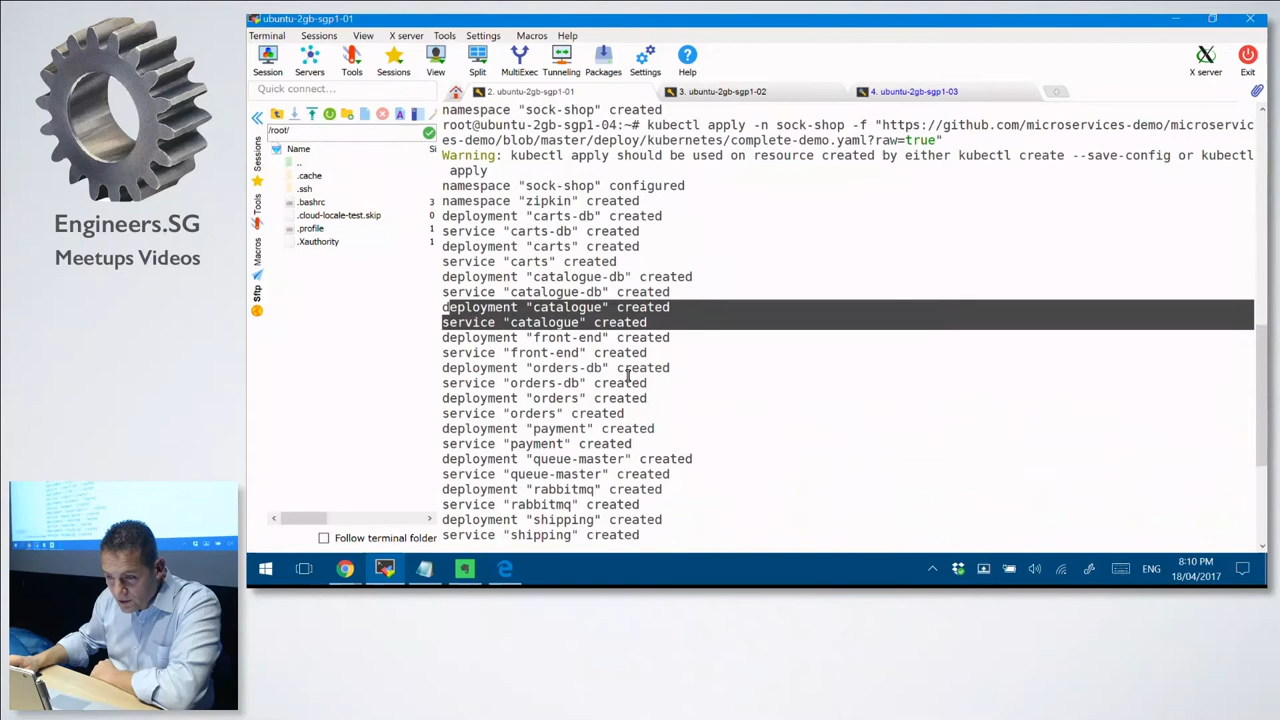 Engineers.SG
Meetups Videos
ubuntu-2gb-sgp1-01
Terminal Sessions View X server Tools Settings Macros Help
Session Servers Tools Sessions View Split MultiExec Tunneling Packages Settings Help X server Exit
Quick connect...
2. ubuntu-2gb-sgp1-01
3. ubuntu-2gb-sgp1-02
4. ubuntu-2gb-sgp1-03
/root/
Name Si
..
.cache
.ssh
.bashrc 3
.cloud-locale-test.skip 0
.profile 1
.Xauthority 1
Sessions
Tools
Macros
Sftp
Follow terminal folder
namespace "sock-shop" created
root@ubuntu-2gb-sgp1-04:~# kubectl apply -n sock-shop -f "https://github.com/microservices-demo/microservic
es-demo/blob/master/deploy/kubernetes/complete-demo.yaml?raw=true"
Warning: kubectl apply should be used on resource created by either kubectl create --save-config or kubectl
apply
namespace "sock-shop" configured
namespace "zipkin" created
deployment "carts-db" created
service "carts-db" created
deployment "carts" created
service "carts" created
deployment "catalogue-db" created
service "catalogue-db" created
deployment "catalogue" created
service "catalogue" created
deployment "front-end" created
service "front-end" created
deployment "orders-db" created
service "orders-db" created
deployment "orders" created
service "orders" created
deployment "payment" created
service "payment" created
deployment "queue-master" created
service "queue-master" created
deployment "rabbitmq" created
service "rabbitmq" created
deployment "shipping" created
service "shipping" created
ENG
8:10 PM
18/04/2017